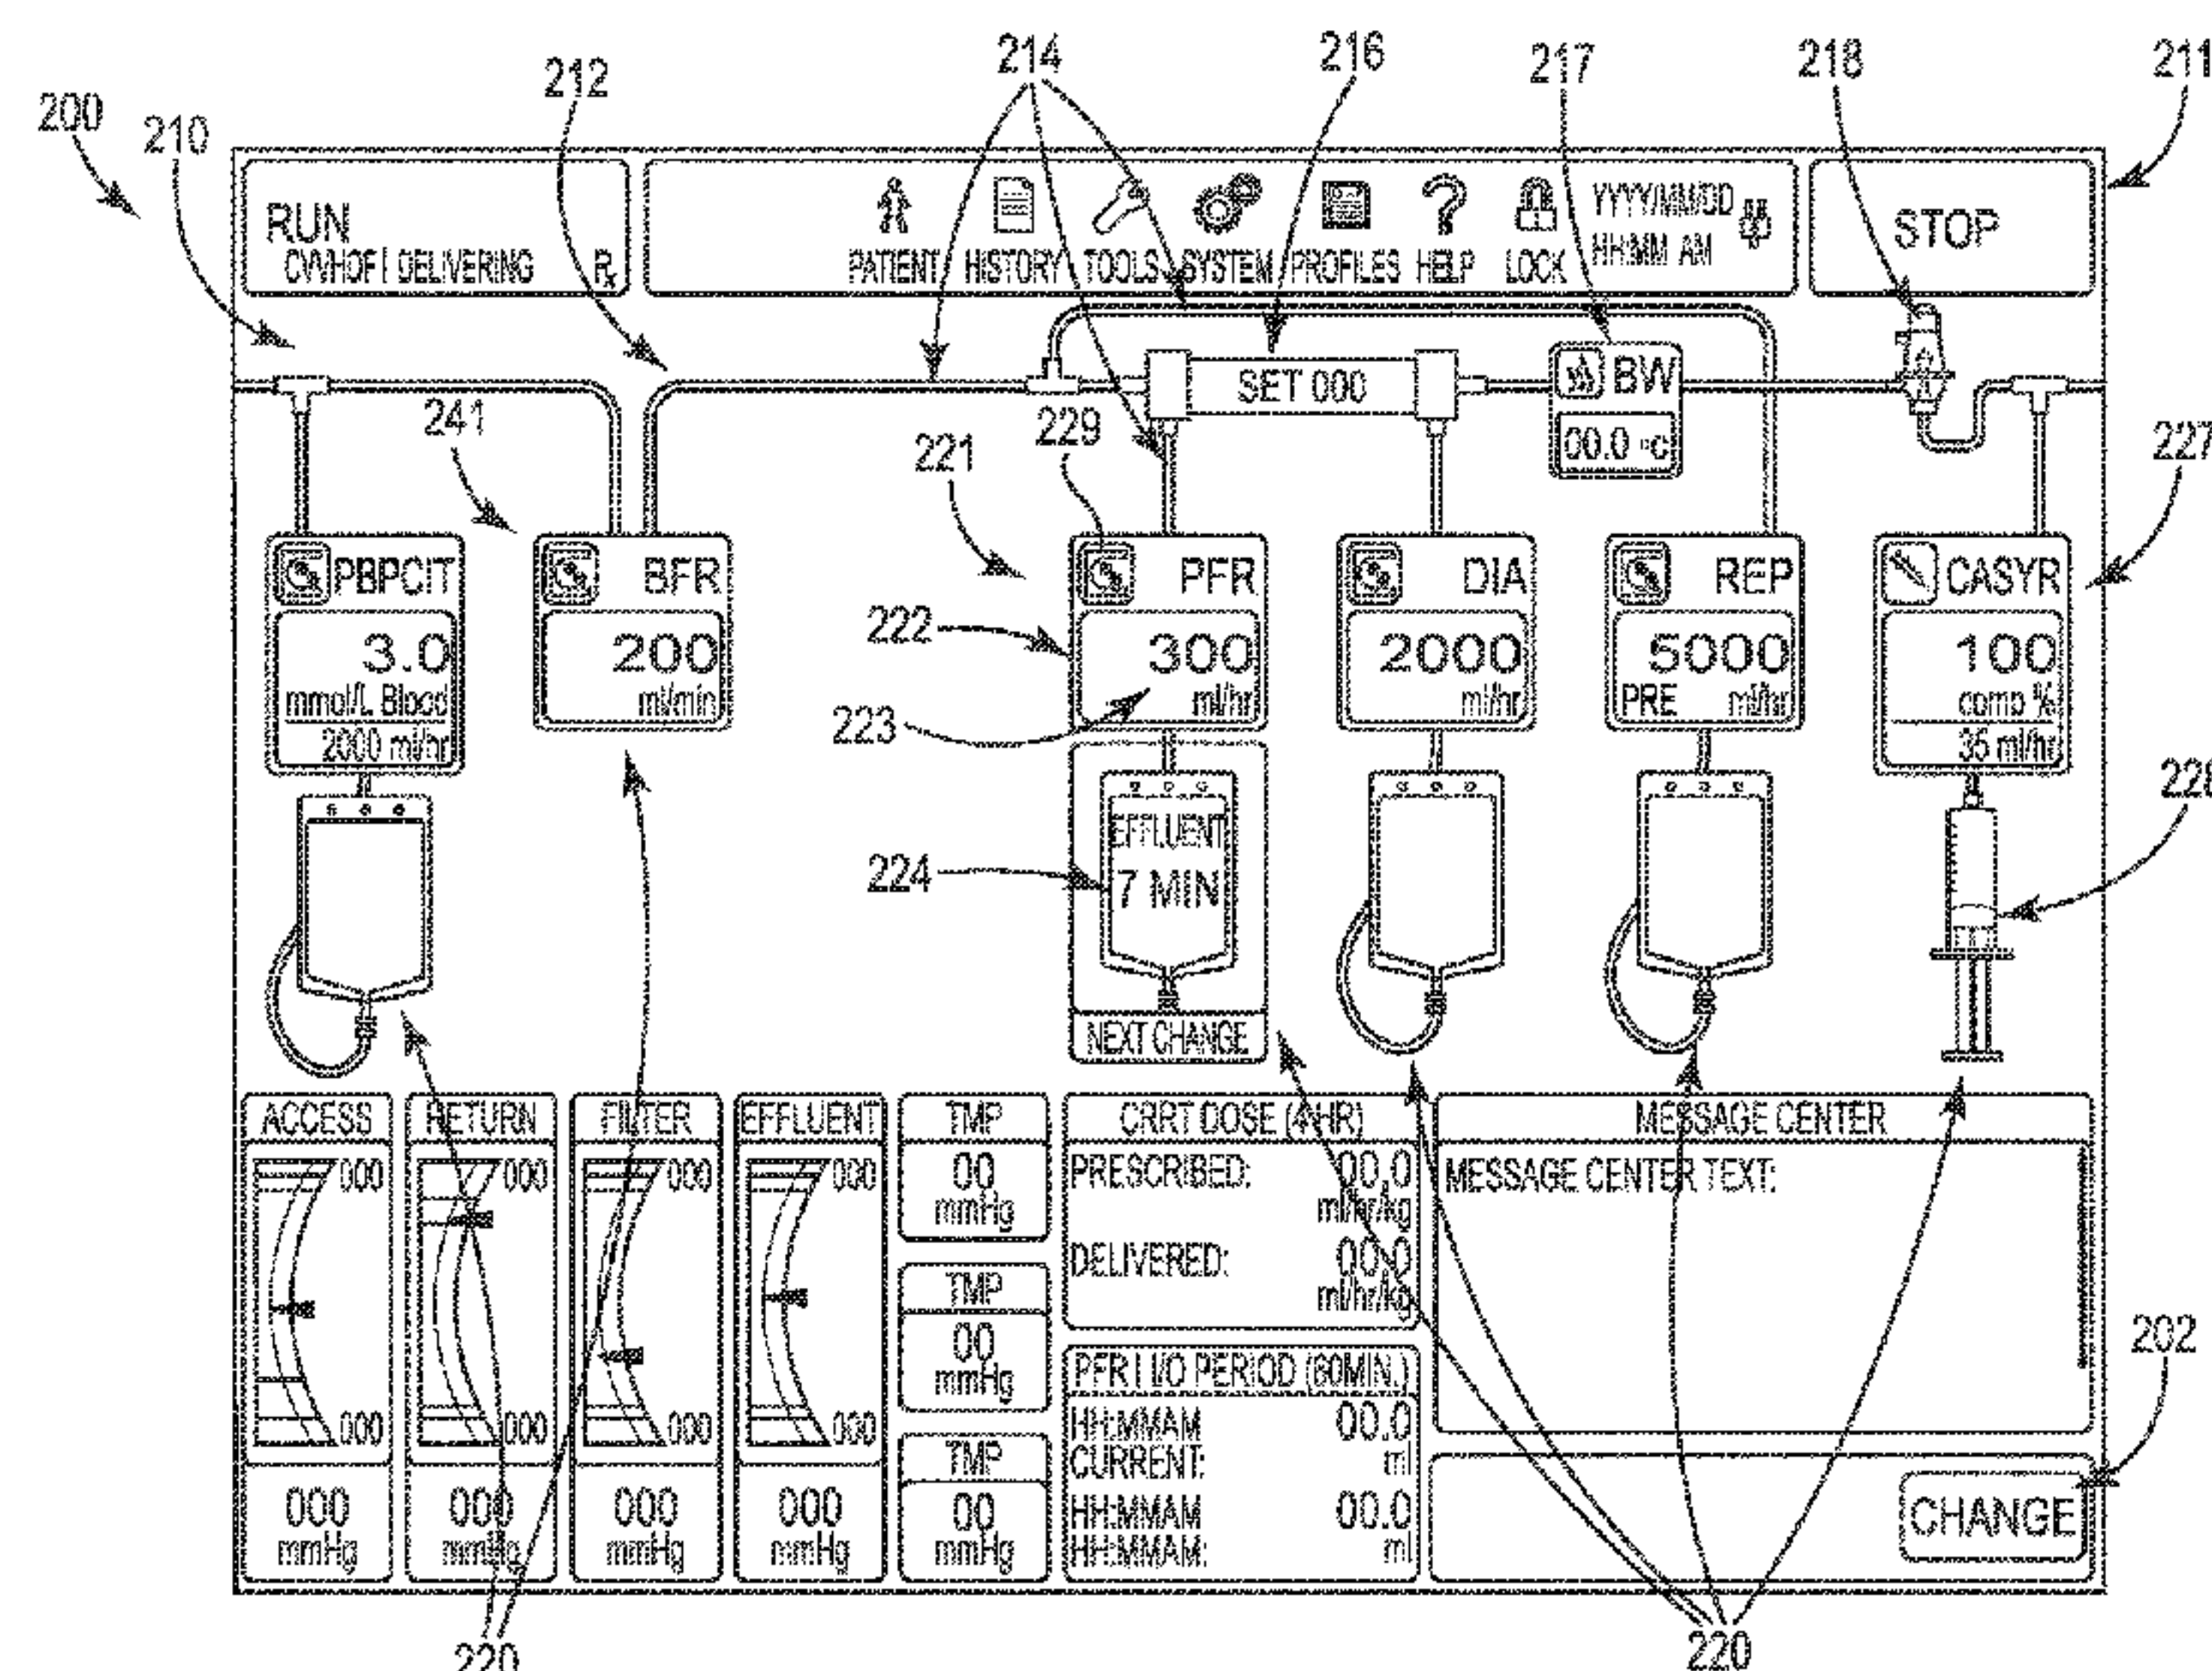 214
216
217
218
211
212
200
210
RUN
CVVHDF | DELIVERING Rx
PATIENT HISTORY TOOLS SYSTEM PROFILES HELP LOCK
YYYY/MM/DD
HH:MM AM
STOP
SET 000
BW
00.0 °C
241
229
221
227
PBPCIT
3.0
mmol/L Blood
2000 ml/hr
BFR
200
ml/min
222
223
PFR
300
ml/hr
DIA
2000
ml/hr
REP
5000
PRE ml/hr
CASYR
100
comp %
35 ml/hr
224
EFFLUENT
7 MIN
NEXT CHANGE
ACCESS
000
000
000
mmHg
RETURN
000
000
000
mmHg
FILTER
000
000
000
mmHg
EFFLUENT
000
000
000
mmHg
TMP
00
mmHg
TMP
00
mmHg
TMP
00
mmHg
PRESCRIBED: 00.0
ml/hr/kg
DELIVERED: 00.0
ml/hr/kg
PFR | I/O PERIOD (60MIN.)
HH:MMAM 00.0
CURRENT: ml
HH:MMAM 00.0
HH:MMAM: ml
MESSAGE CENTER
MESSAGE CENTER TEXT:
202
CHANGE
220
220